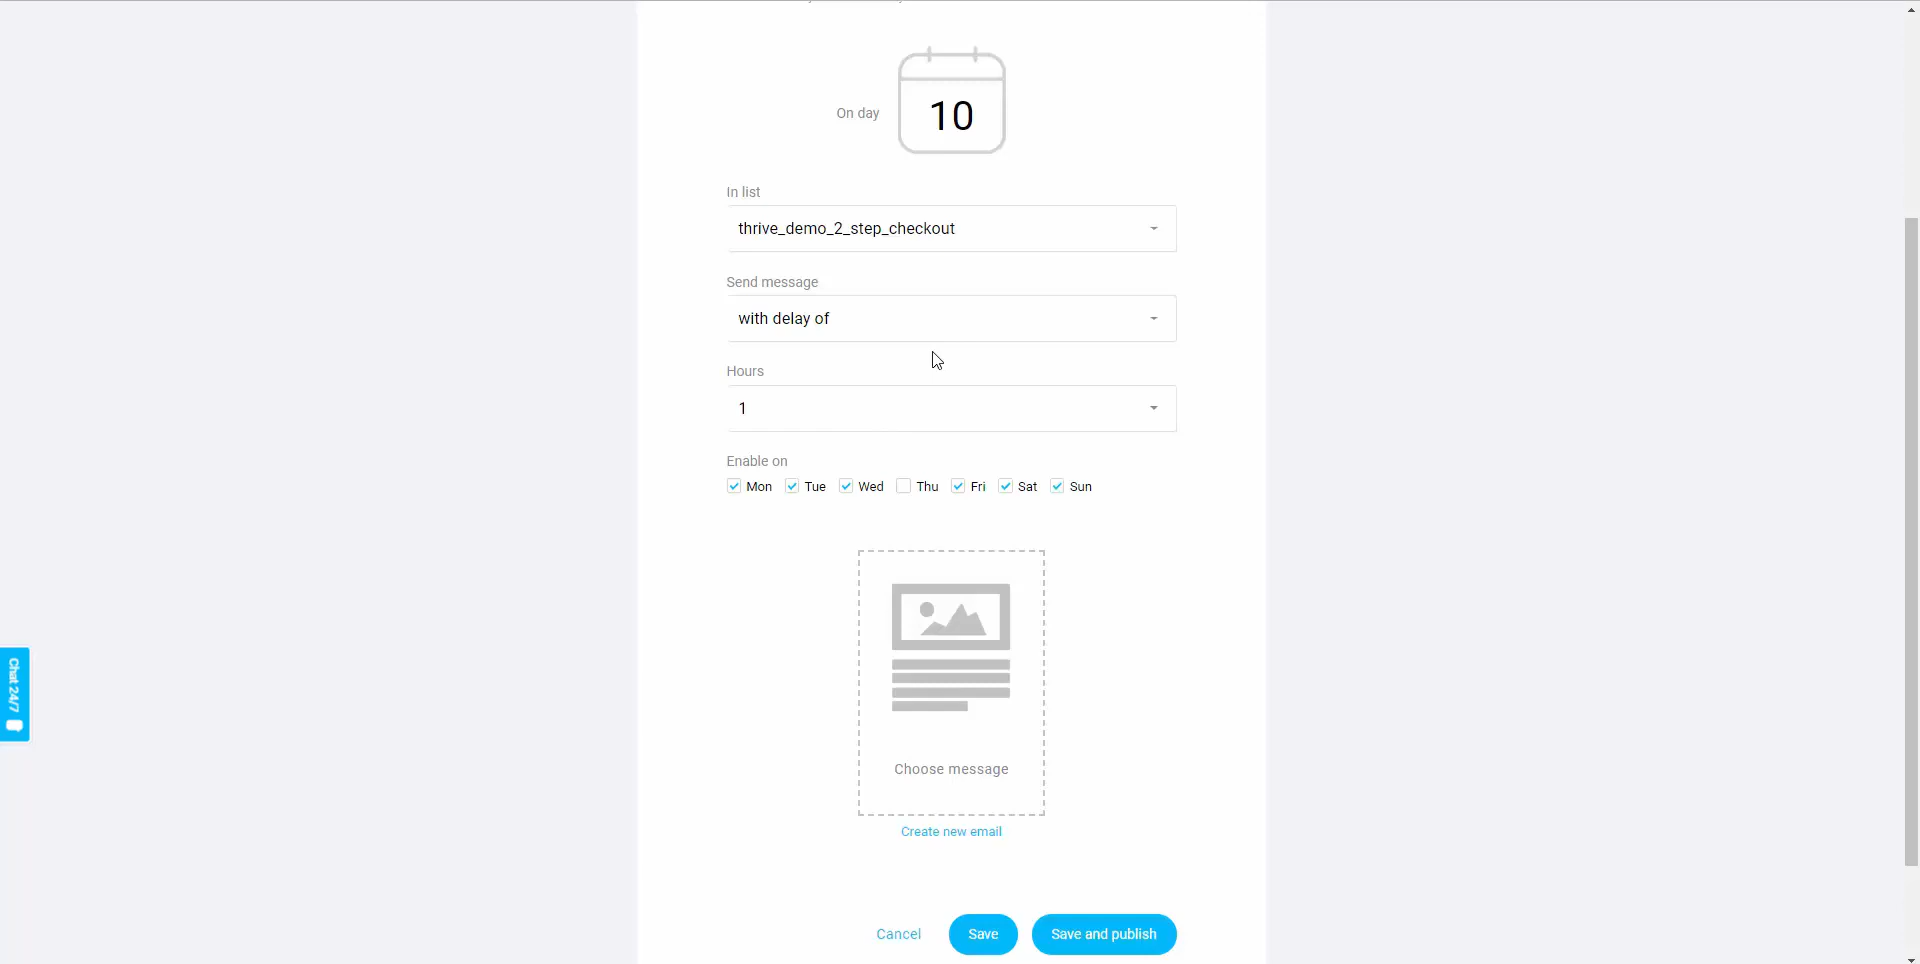 On day
10
In list
thrive_demo_2_step_checkout
Send message
with delay of
Hours
1
Enable on
Mon Tue Wed Thu Fri Sat Sun
Choose message
Create new email
Chat 24/7
Cancel Save Save and publish